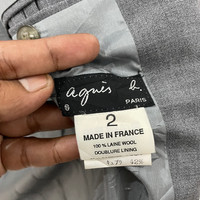 agnès b.
PARIS
2
MADE IN FRANCE
100 % LAINE WOOL
DOUBLURE LINING